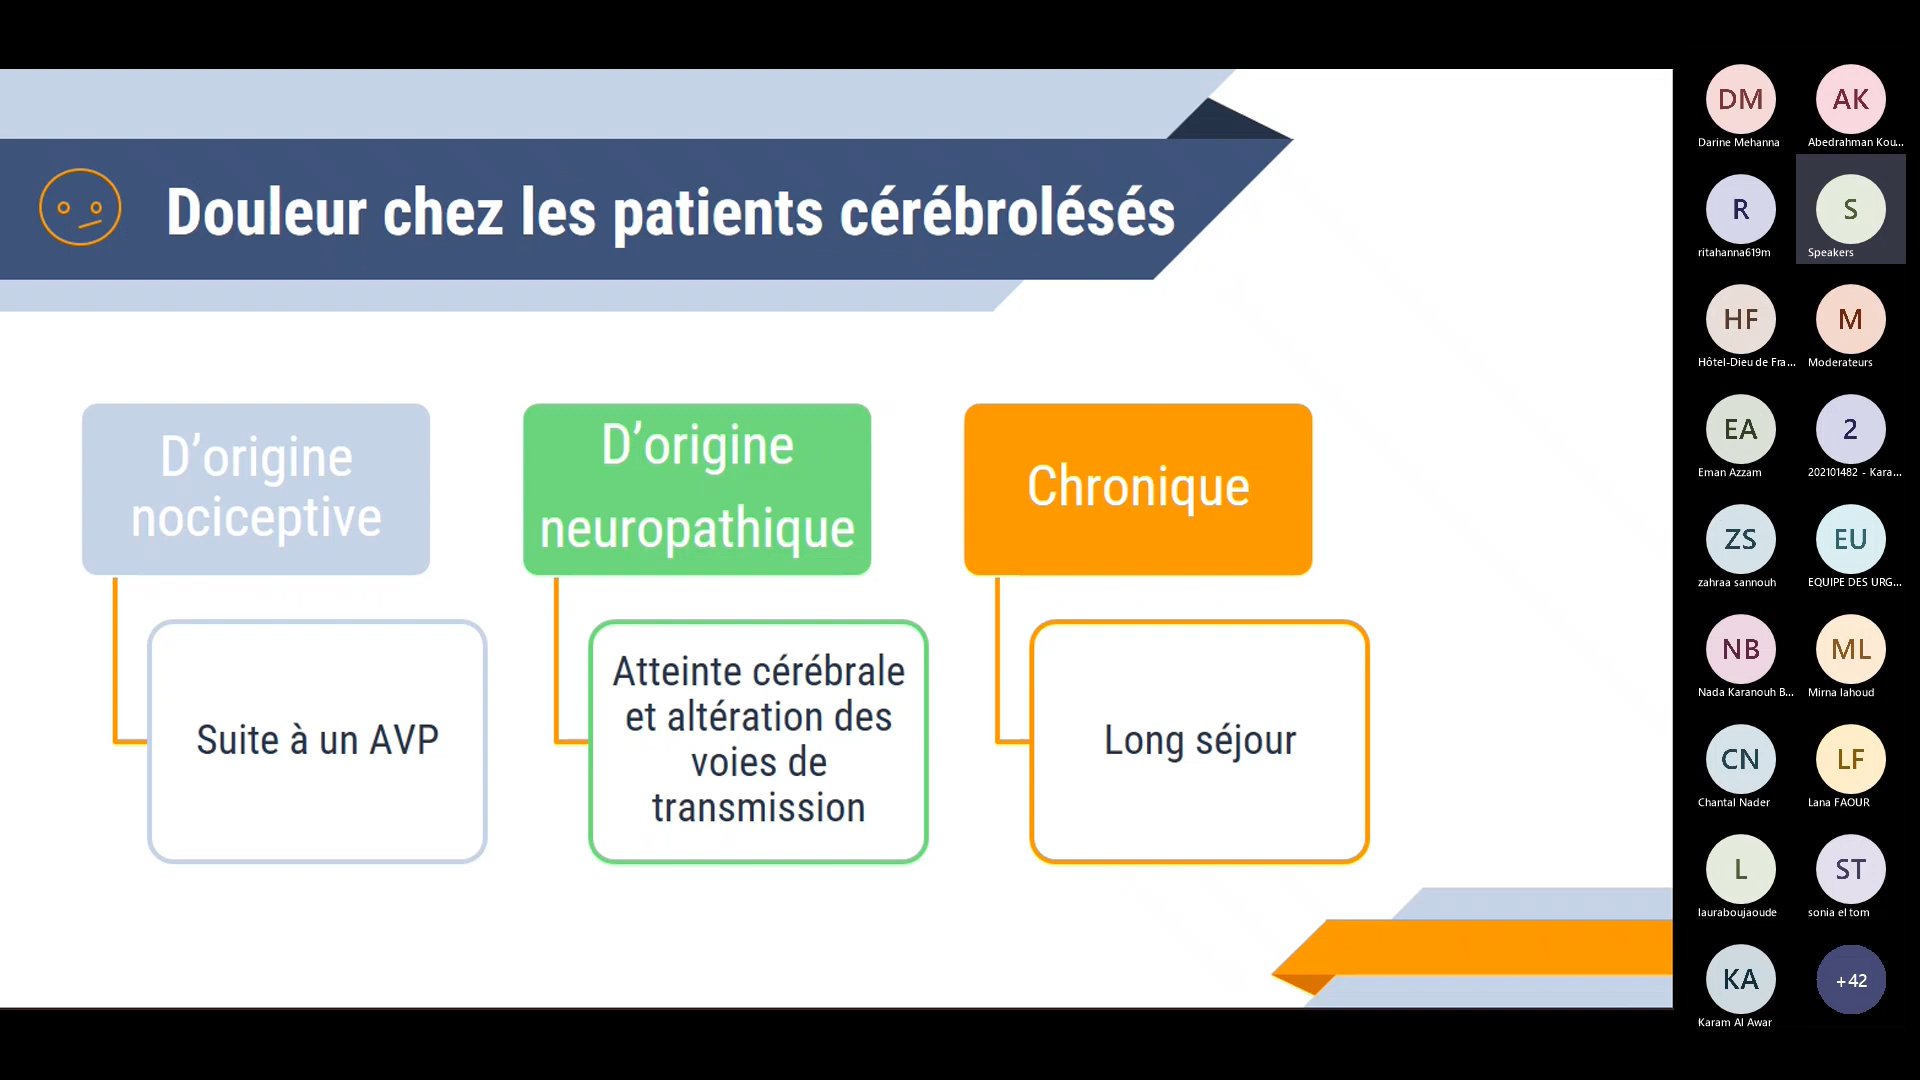 Douleur chez les patients cérébrolésés
D’origine
nociceptive
Suite à un AVP
D’origine
neuropathique
Atteinte cérébrale
et altération des
voies de
transmission
Chronique
Long séjour
DM
Darine Mehanna
AK
Abedrahman Kou...
R
ritahanna619m
S
Speakers
HF
Hôtel-Dieu de Fra...
M
Moderateurs
EA
Eman Azzam
2
202101482 - Kara...
ZS
zahraa sannouh
EU
EQUIPE DES URG...
NB
Nada Karanouh B...
ML
Mirna lahoud
CN
Chantal Nader
LF
Lana FAOUR
L
lauraboujaoude
ST
sonia el tom
KA
Karam Al Awar
+42